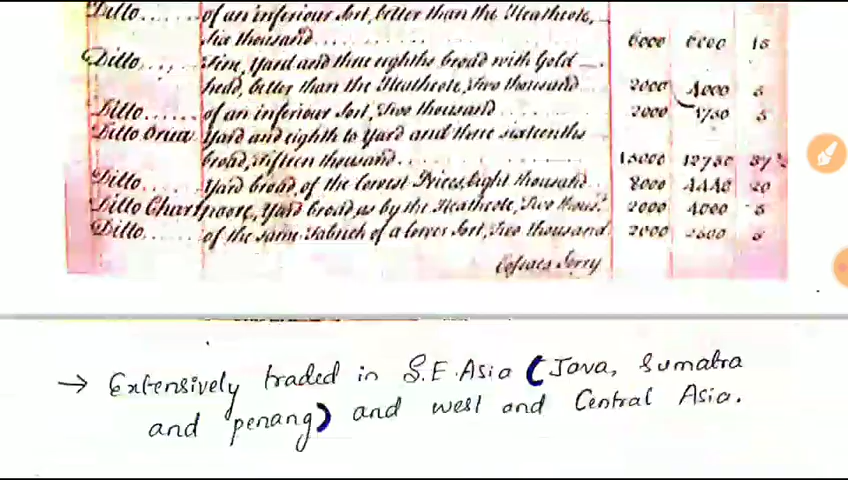 Ditto...... of an inferiour Sort, better than the Heathcote,
Six thousand 6000 6000 15
Ditto...... Fine, Yard and three eighths broad with Gold
head, better than the Heathcote, Two thousand 2000 4000 5
Ditto...... of an inferiour Sort, Two thousand 2000 1750 5
Ditto Yard and eighth to Yard and three sixteenths
broad, fifteen thousand 15000 12750 37½
Ditto.... Yard broad, of the lowest Prices, Eight thousand 8000 20
Ditto Yard broad, as by the Heathcote, Two thous.d 2000 4000 5
Ditto...... of the same Fabrick of a lower Sort, Two thousand 2000 5
→ Extensively traded in S.E. Asia (Java, Sumatra
and penang) and west and Central Asia.